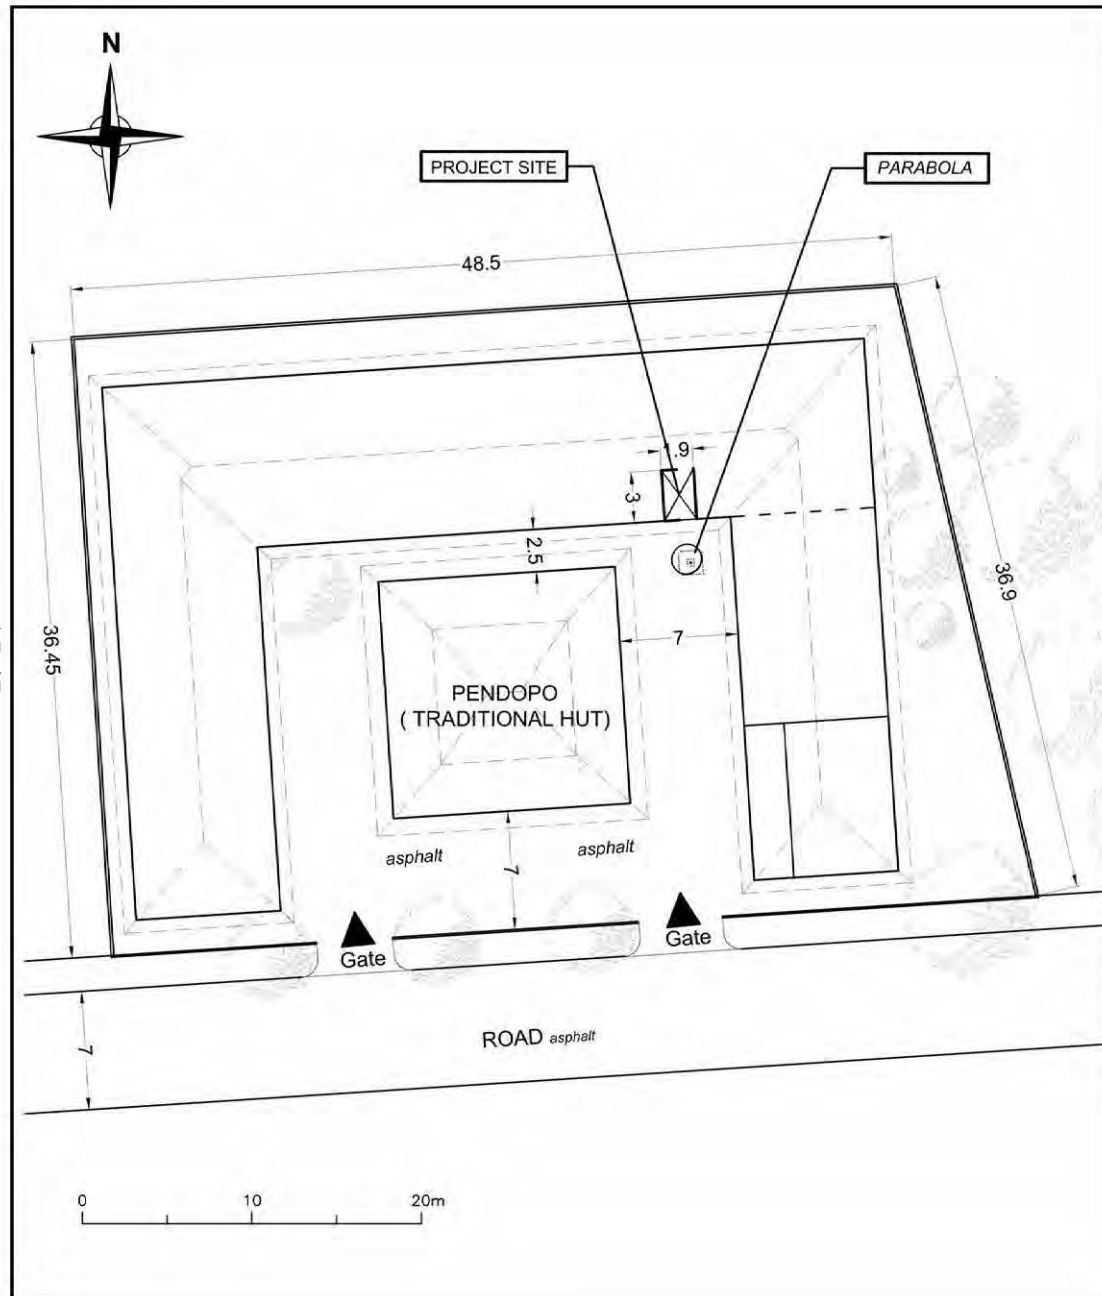 N
PROJECT SITE
PARABOLA
48.5
.9
3
2.5
36.9
7
36.45
PENDOPO
( TRADITIONAL HUT)
asphalt
asphalt
7
Gate
Gate
ROAD asphalt
7
0 10 20m